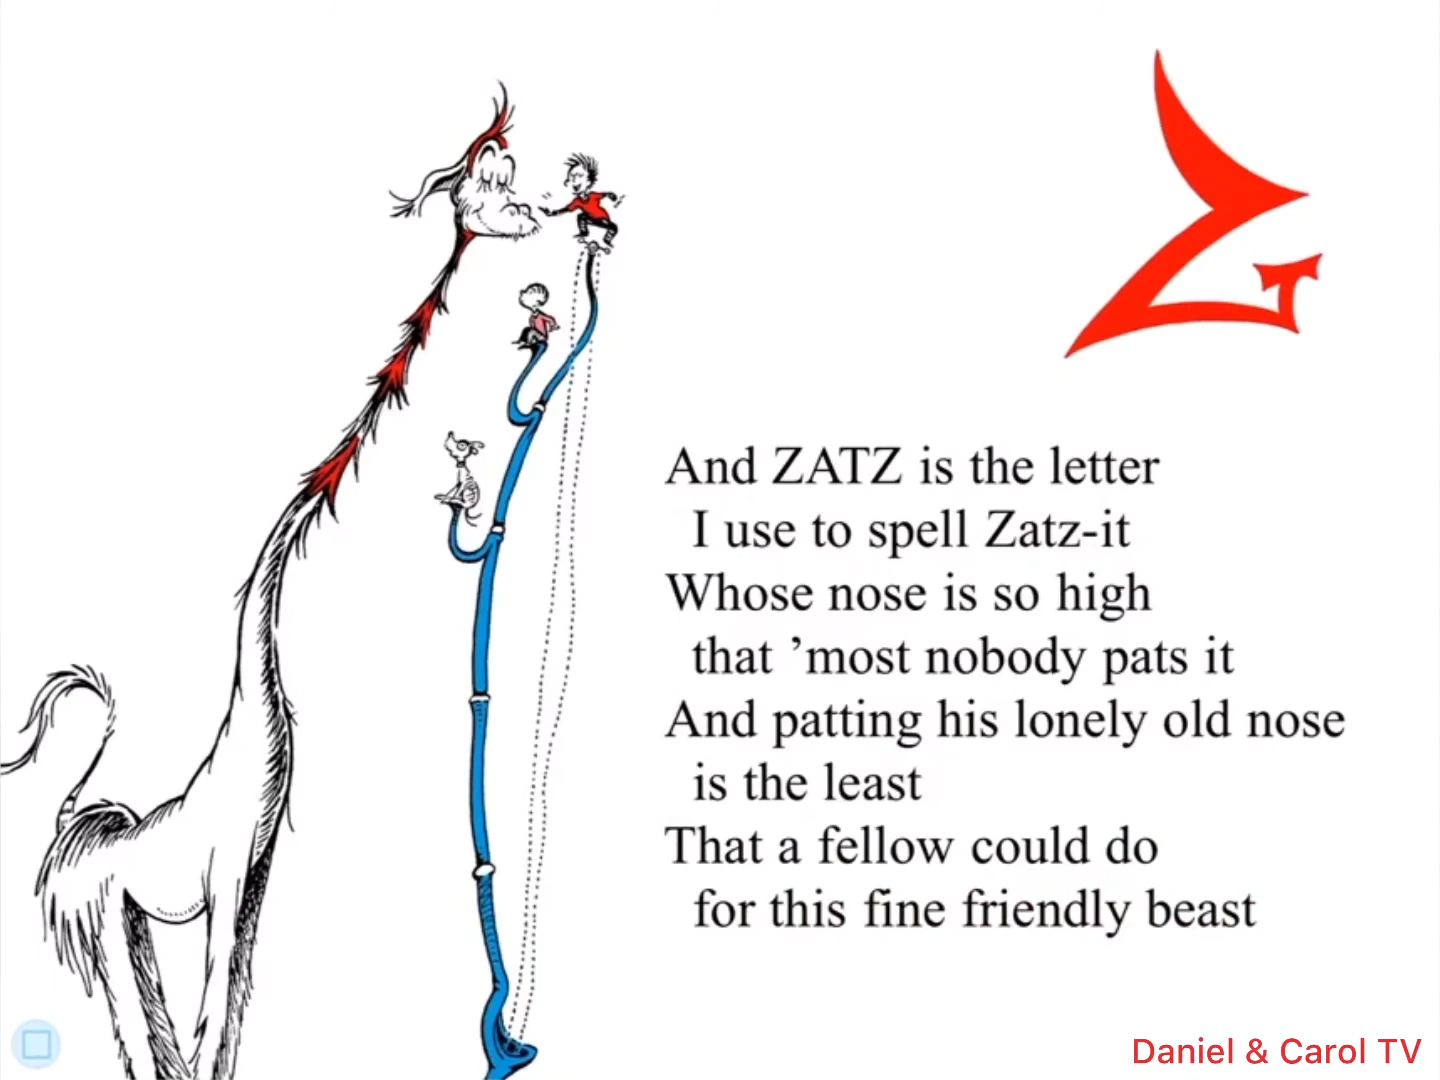 And ZATZ is the letter
I use to spell Zatz-it
Whose nose is so high
that ’most nobody pats it
And patting his lonely old nose
is the least
That a fellow could do
for this fine friendly beast
Daniel & Carol TV